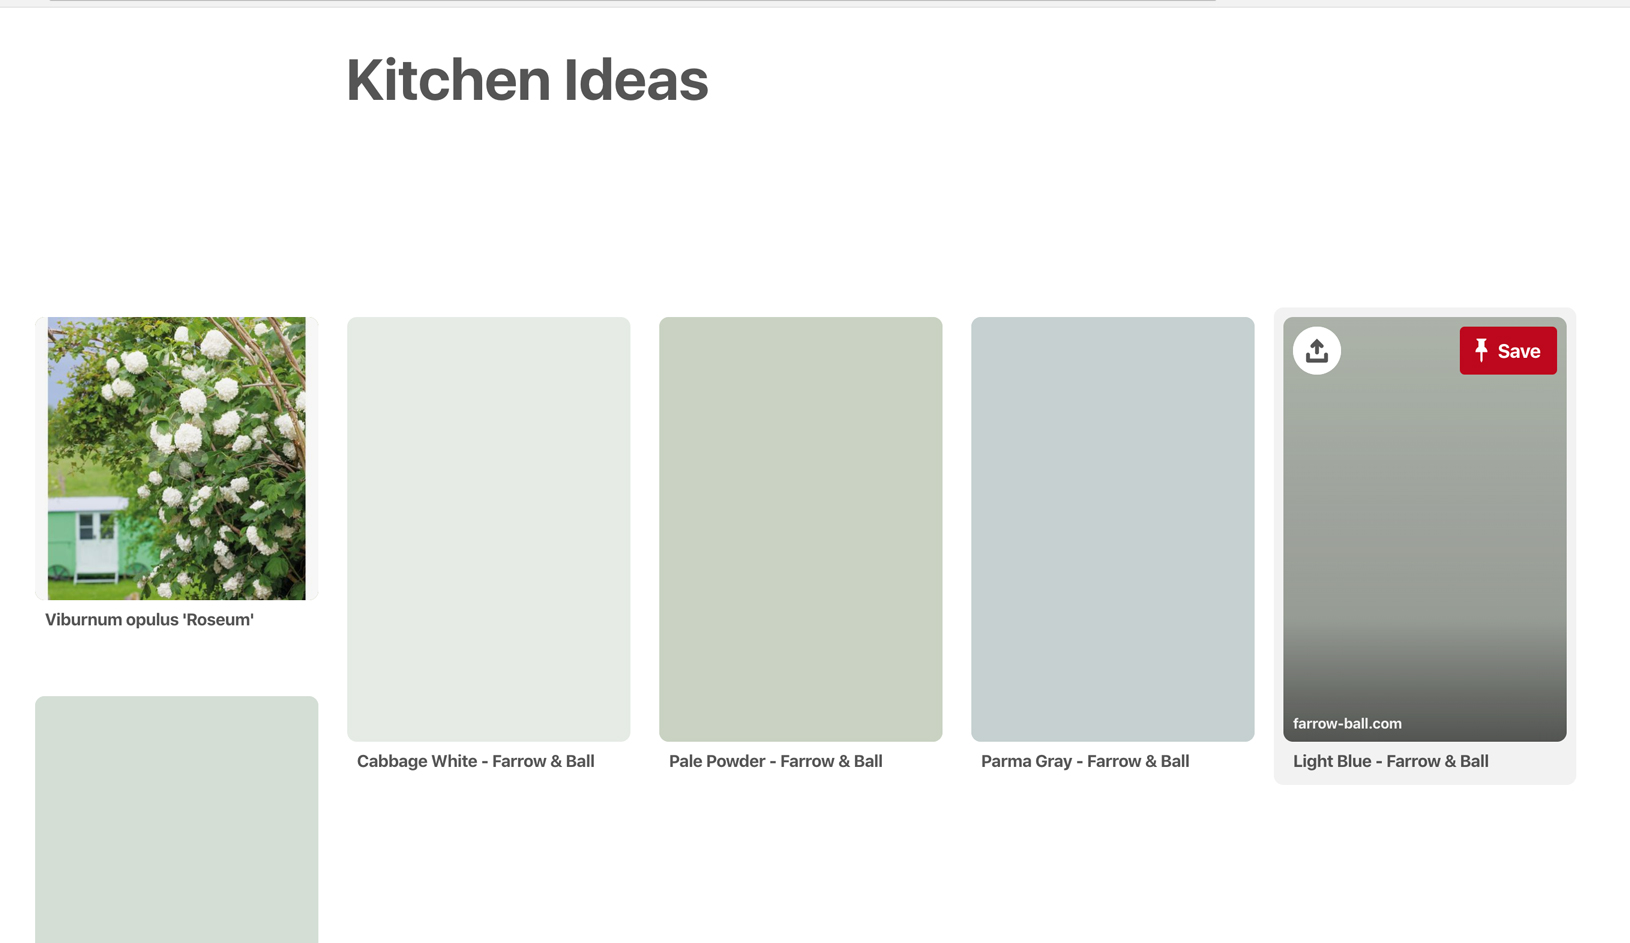 Kitchen Ideas
Save
farrow-ball.com
Viburnum opulus 'Roseum'
Cabbage White - Farrow & Ball
Pale Powder - Farrow & Ball
Parma Gray - Farrow & Ball
Light Blue - Farrow & Ball